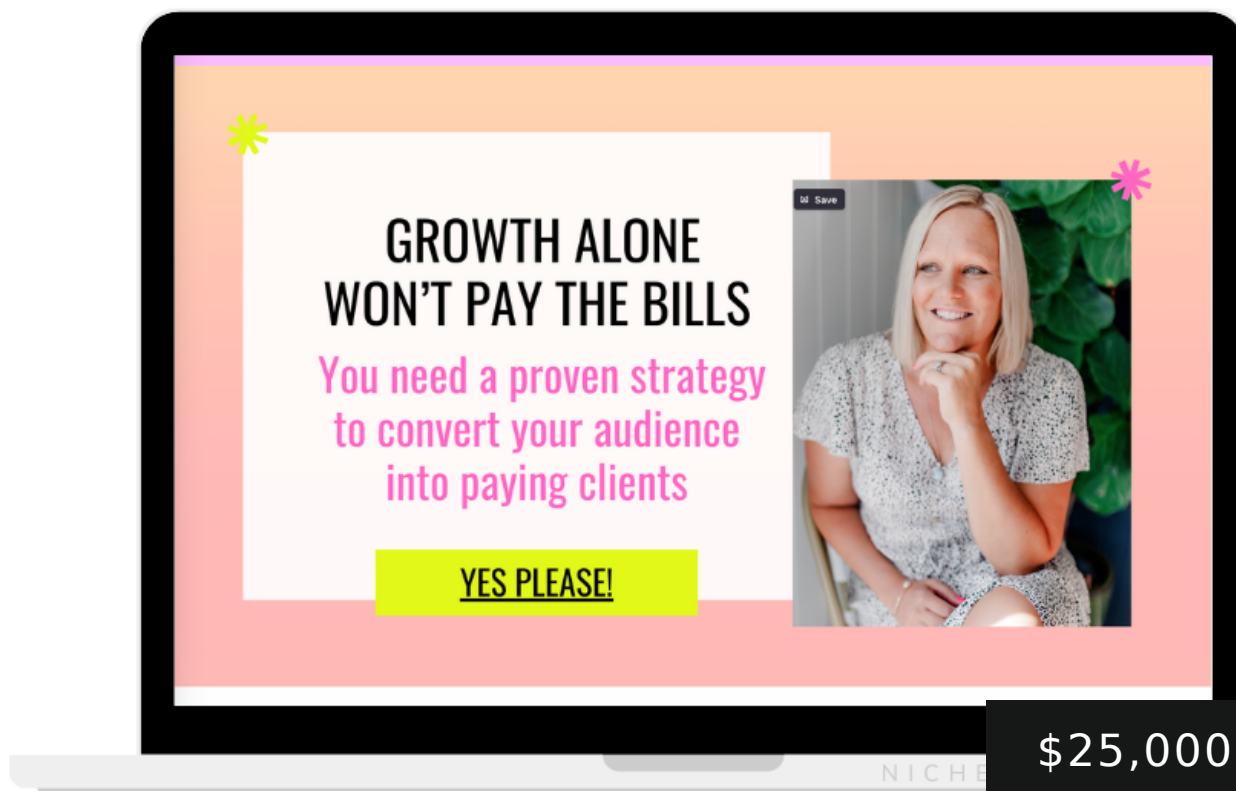 Save
GROWTH ALONE
WON'T PAY THE BILLS
You need a proven strategy
to convert your audience
into paying clients
YES PLEASE!
$25,000
NICHE